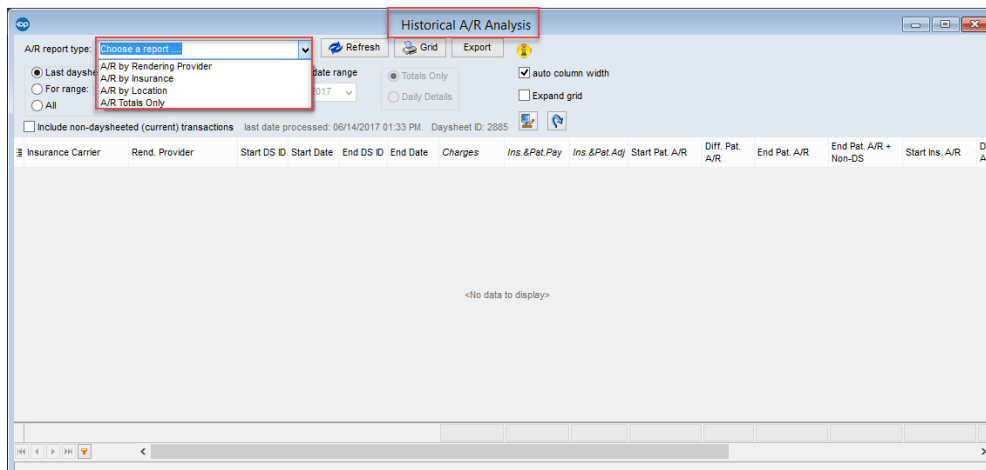 oop
Historical A/R Analysis
A/R report type: Choose a report .... Refresh Grid Export
A/R by Rendering Provider
A/R by Insurance
A/R by Location
A/R Totals Only
Last dayshe date range Totals Only auto column width
For range: 2017 Daily Details Expand grid
All
Include non-daysheeted (current) transactions last date processed: 06/14/2017 01:33 PM. Daysheet ID: 2885
Insurance Carrier Rend. Provider Start DS ID Start Date End DS ID End Date Charges Ins.&Pat.Pay Ins.&Pat.Adj Start Pat. A/R Diff. Pat. A/R End Pat. A/R End Pat. A/R + Non-DS Start Ins. A/R D A
<No data to display>